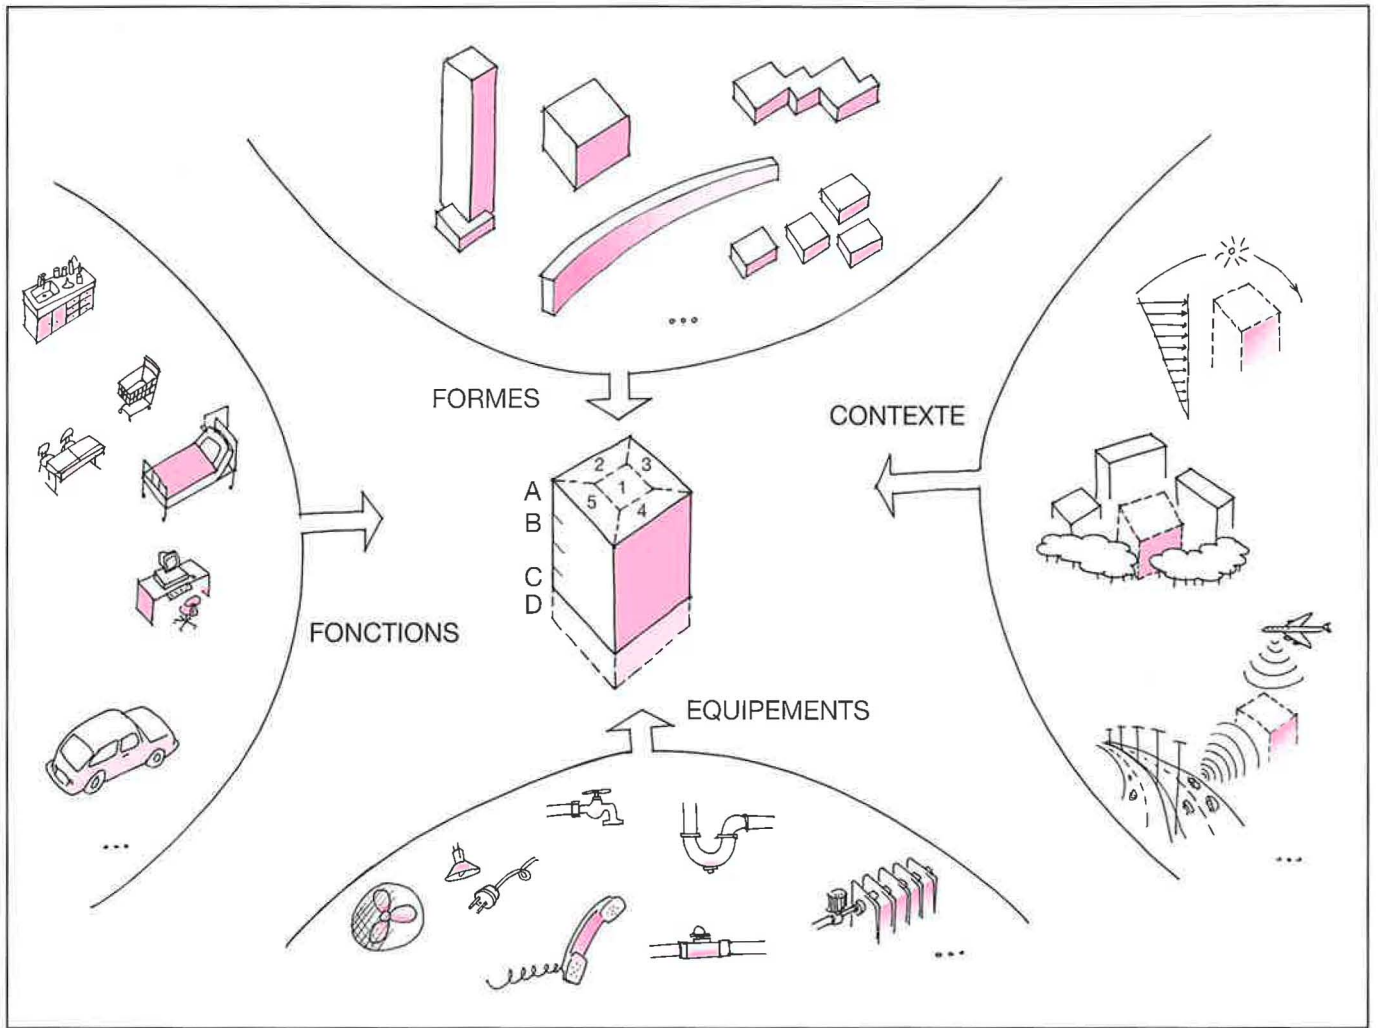 ...
FORMES
CONTEXTE
2 3
1
5 4
A
B
C
D
FONCTIONS
EQUIPEMENTS
...
...
...